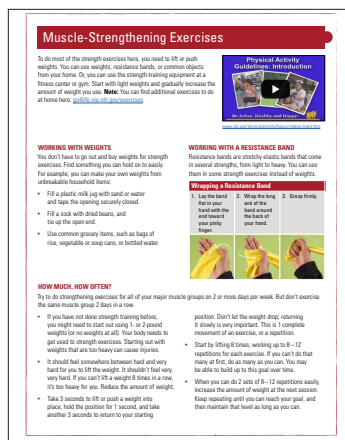 Muscle-Strengthening Exercises
To do most of the strength exercises here, you need to lift or push
weights. You can use weights, resistance bands, or common objects
from your home. Or, you can use the strength-training equipment at a
fitness center or gym. Start with light weights and gradually increase the
amount of weight you use. Note: You can find additional exercises to do
at home here: go4life.nia.nih.gov/exercises.
Physical Activity
Guidelines: Introduction
Be Active, Healthy and Happy!
WORKING WITH WEIGHTS
You don't have to go out and buy weights for strength
exercises. Find something you can hold on to easily.
For example, you can make your own weights from
unbreakable household items:
• Fill a plastic milk jug with sand or water
and tape the opening securely closed.
• Fill a sock with dried beans, and
tie up the open end.
• Use common grocery items, such as bags of
rice, vegetable or soup cans, or bottled water.
WORKING WITH A RESISTANCE BAND
Resistance bands are stretchy elastic bands that come
in several strengths, from light to heavy. You can use
them in some strength exercises instead of weights.
Wrapping a Resistance Band
1. Lay the band
flat in your
hand with the
end toward
your pinky
finger.
2. Wrap the long
end of the
band around
the back of
your hand.
3. Grasp firmly.
HOW MUCH, HOW OFTEN?
Try to do strengthening exercises for all of your major muscle groups on 2 or more days per week. But don't exercise
the same muscle group 2 days in a row.
• If you have not done strength training before,
you might need to start out using 1- or 2-pound
weights (or no weights at all). Your body needs to
get used to strength exercises. Starting out with
weights that are too heavy can cause injuries.
• It should feel somewhere between hard and very
hard for you to lift the weight. It shouldn't feel very,
very hard. If you can't lift a weight 8 times in a row,
it's too heavy for you. Reduce the amount of weight.
• Take 3 seconds to lift or push a weight into
place, hold the position for 1 second, and take
another 3 seconds to return to your starting
position. Don't let the weight drop; returning
it slowly is very important. This is 1 complete
movement of an exercise, or a repetition.
• Start by lifting 8 times, working up to 8–12
repetitions for each exercise. If you can't do that
many at first, do as many as you can. You may
be able to build up to this goal over time.
• When you can do 2 sets of 8–12 repetitions easily,
increase the amount of weight at the next session.
Keep repeating until you can reach your goal, and
then maintain that level as long as you can.